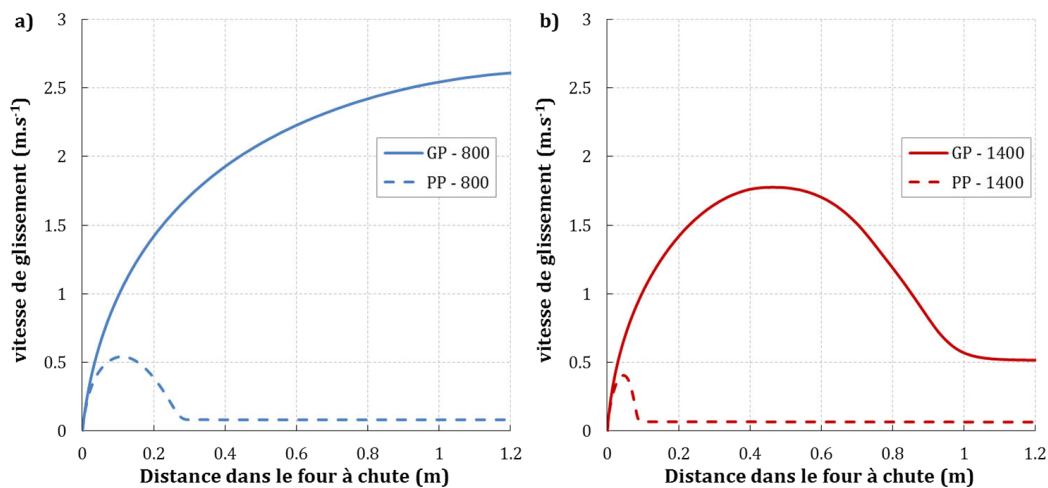 a)
vitesse de glissement (m.s-1)
3
2.5
2
1.5
1
0.5
0
GP - 800
PP - 800
0 0.2 0.4 0.6 0.8 1 1.2
Distance dans le four à chute (m)
b)
vitesse de glissement (m.s-1)
3
2.5
2
1.5
1
0.5
0
GP - 1400
PP - 1400
0 0.2 0.4 0.6 0.8 1 1.2
Distance dans le four à chute (m)